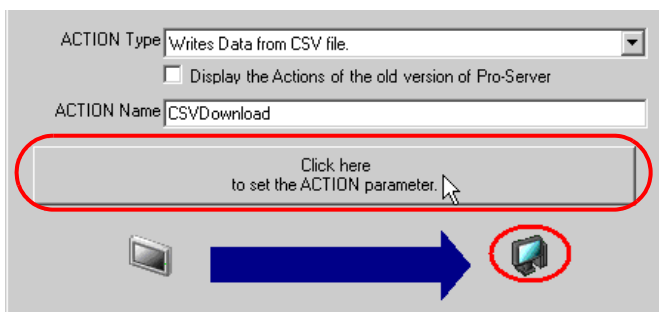 ACTION Type Writes Data from CSV file.
Display the Actions of the old version of Pro-Server
ACTION Name CSVDownload
Click here
to set the ACTION parameter.